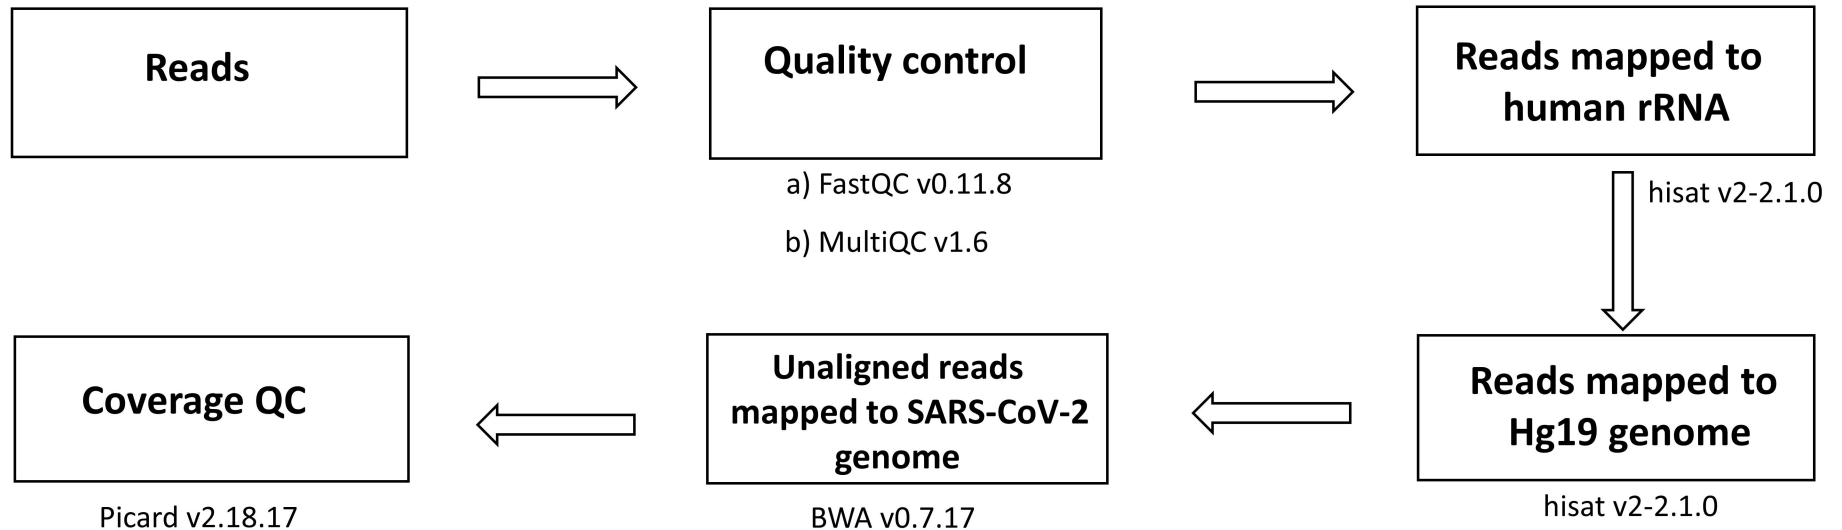 Reads
Quality control
Reads mapped to
human rRNA
a) FastQC v0.11.8
b) MultiQC v1.6
hisat v2-2.1.0
Reads mapped to
Hg19 genome
hisat v2-2.1.0
Unaligned reads
mapped to SARS-CoV-2
genome
BWA v0.7.17
Coverage QC
Picard v2.18.17